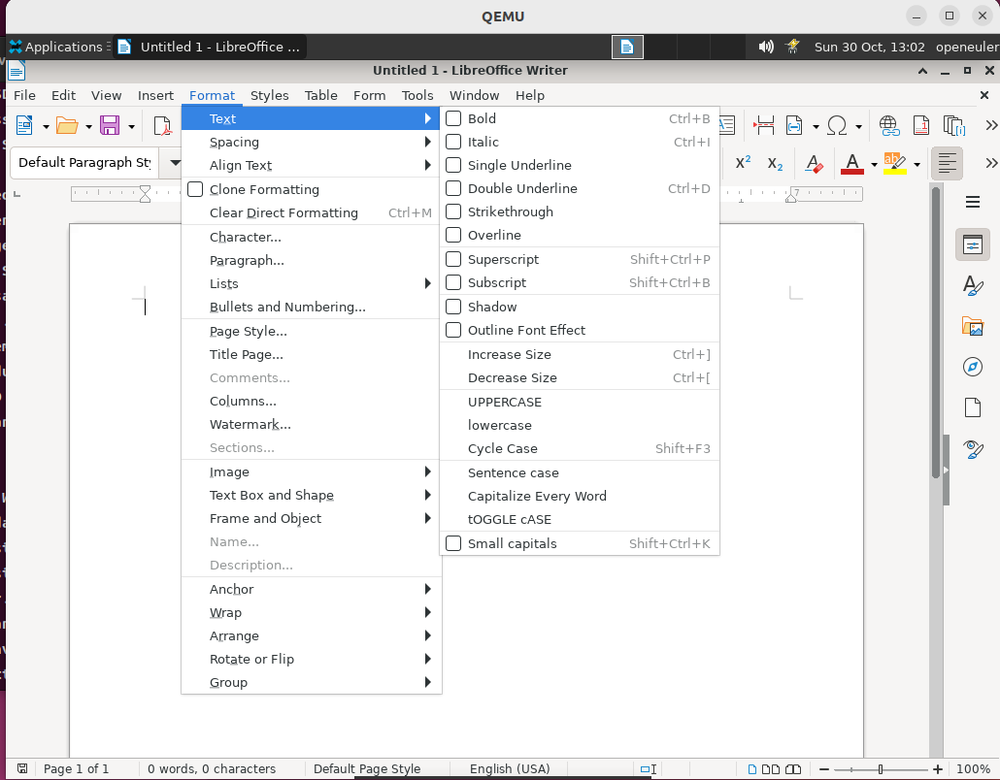 QEMU
Applications
Untitled 1 - LibreOffice ...
Sun 30 Oct, 13:02
openeuler
Untitled 1 - LibreOffice Writer
File Edit View Insert Format Styles Table Form Tools Window Help
Default Paragraph St
7
Text
Spacing
Align Text
Clone Formatting
Clear Direct Formatting Ctrl+M
Character...
Paragraph...
Lists
Bullets and Numbering...
Page Style...
Title Page...
Comments...
Columns...
Watermark...
Sections...
Image
Text Box and Shape
Frame and Object
Name...
Description...
Anchor
Wrap
Arrange
Rotate or Flip
Group
Bold Ctrl+B
Italic Ctrl+I
Single Underline
Double Underline Ctrl+D
Strikethrough
Overline
Superscript Shift+Ctrl+P
Subscript Shift+Ctrl+B
Shadow
Outline Font Effect
Increase Size Ctrl+]
Decrease Size Ctrl+[
UPPERCASE
lowercase
Cycle Case Shift+F3
Sentence case
Capitalize Every Word
tOGGLE cASE
Small capitals Shift+Ctrl+K
Page 1 of 1
0 words, 0 characters
Default Page Style
English (USA)
100%